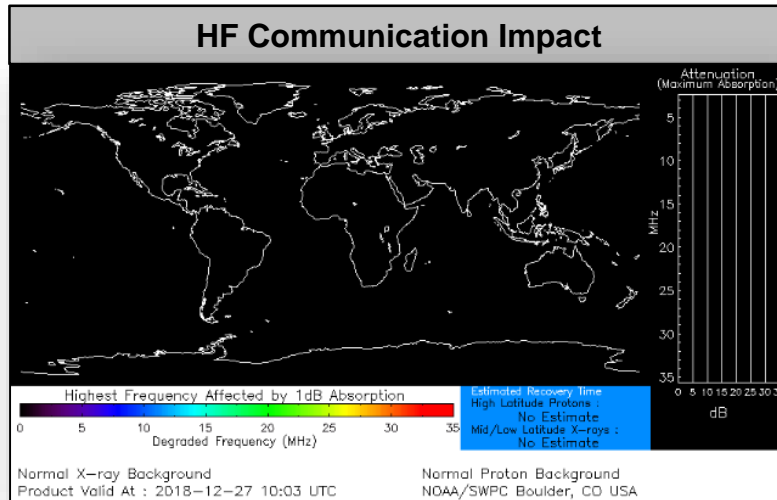 HF Communication Impact
Attenuation
(Maximum Absorption)
5
10
15
20
25
30
35
MHz
0 5 10 15 20 25 30 35
dB
Highest Frequency Affected by 1dB Absorption
0 5 10 15 20 25 30 35
Degraded Frequency (MHz)
Estimated Recovery Time
High Latitude Protons :
No Estimate
Mid/Low Latitude X-rays :
No Estimate
Normal X-ray Background
Product Valid At : 2018-12-27 10:03 UTC
Normal Proton Background
NOAA/SWPC Boulder, CO USA